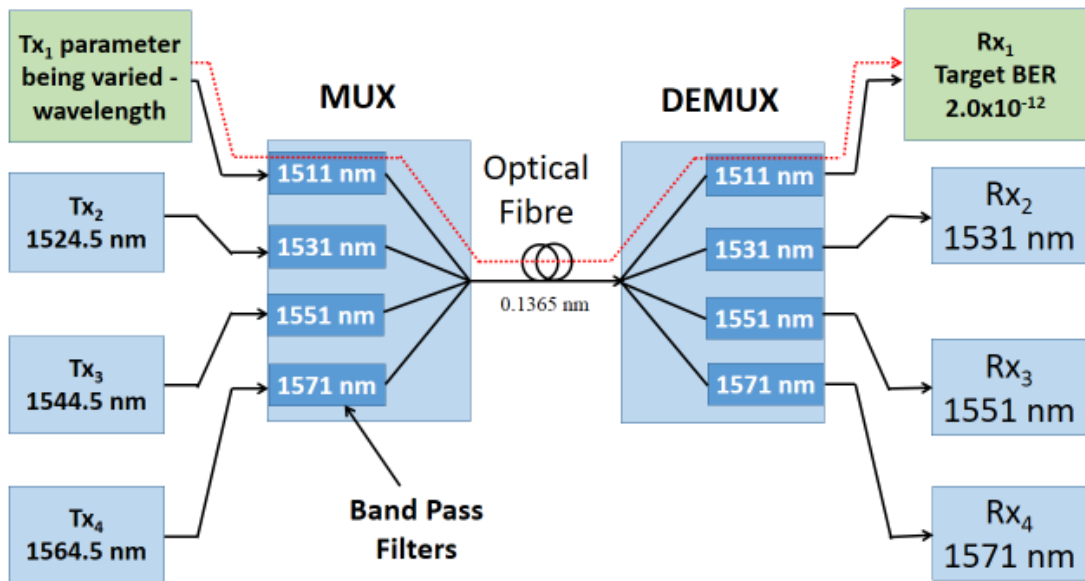 Tx₁ parameter
being varied -
wavelength
Tx₂
1524.5 nm
Tx₃
1544.5 nm
Tx₄
1564.5 nm
MUX
1511 nm
1531 nm
1551 nm
1571 nm
Band Pass
Filters
Optical
Fibre
0.1365 nm
DEMUX
1511 nm
1531 nm
1551 nm
1571 nm
Rx₁
Target BER
2.0x10⁻¹²
Rx₂
1531 nm
Rx₃
1551 nm
Rx₄
1571 nm